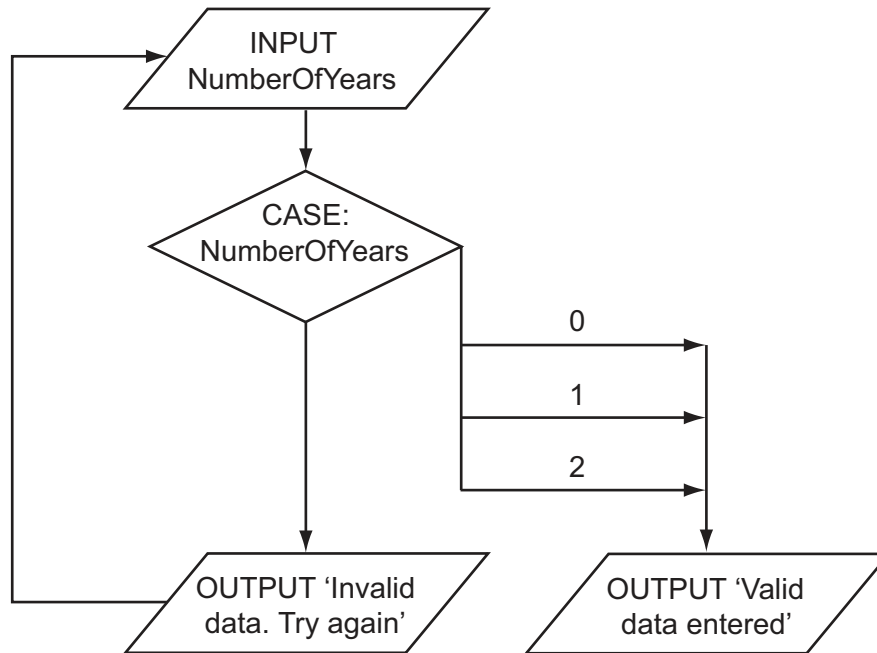 INPUT
NumberOfYears
CASE:
NumberOfYears
0
1
2
OUTPUT ‘Invalid
data. Try again’
OUTPUT ‘Valid
data entered’